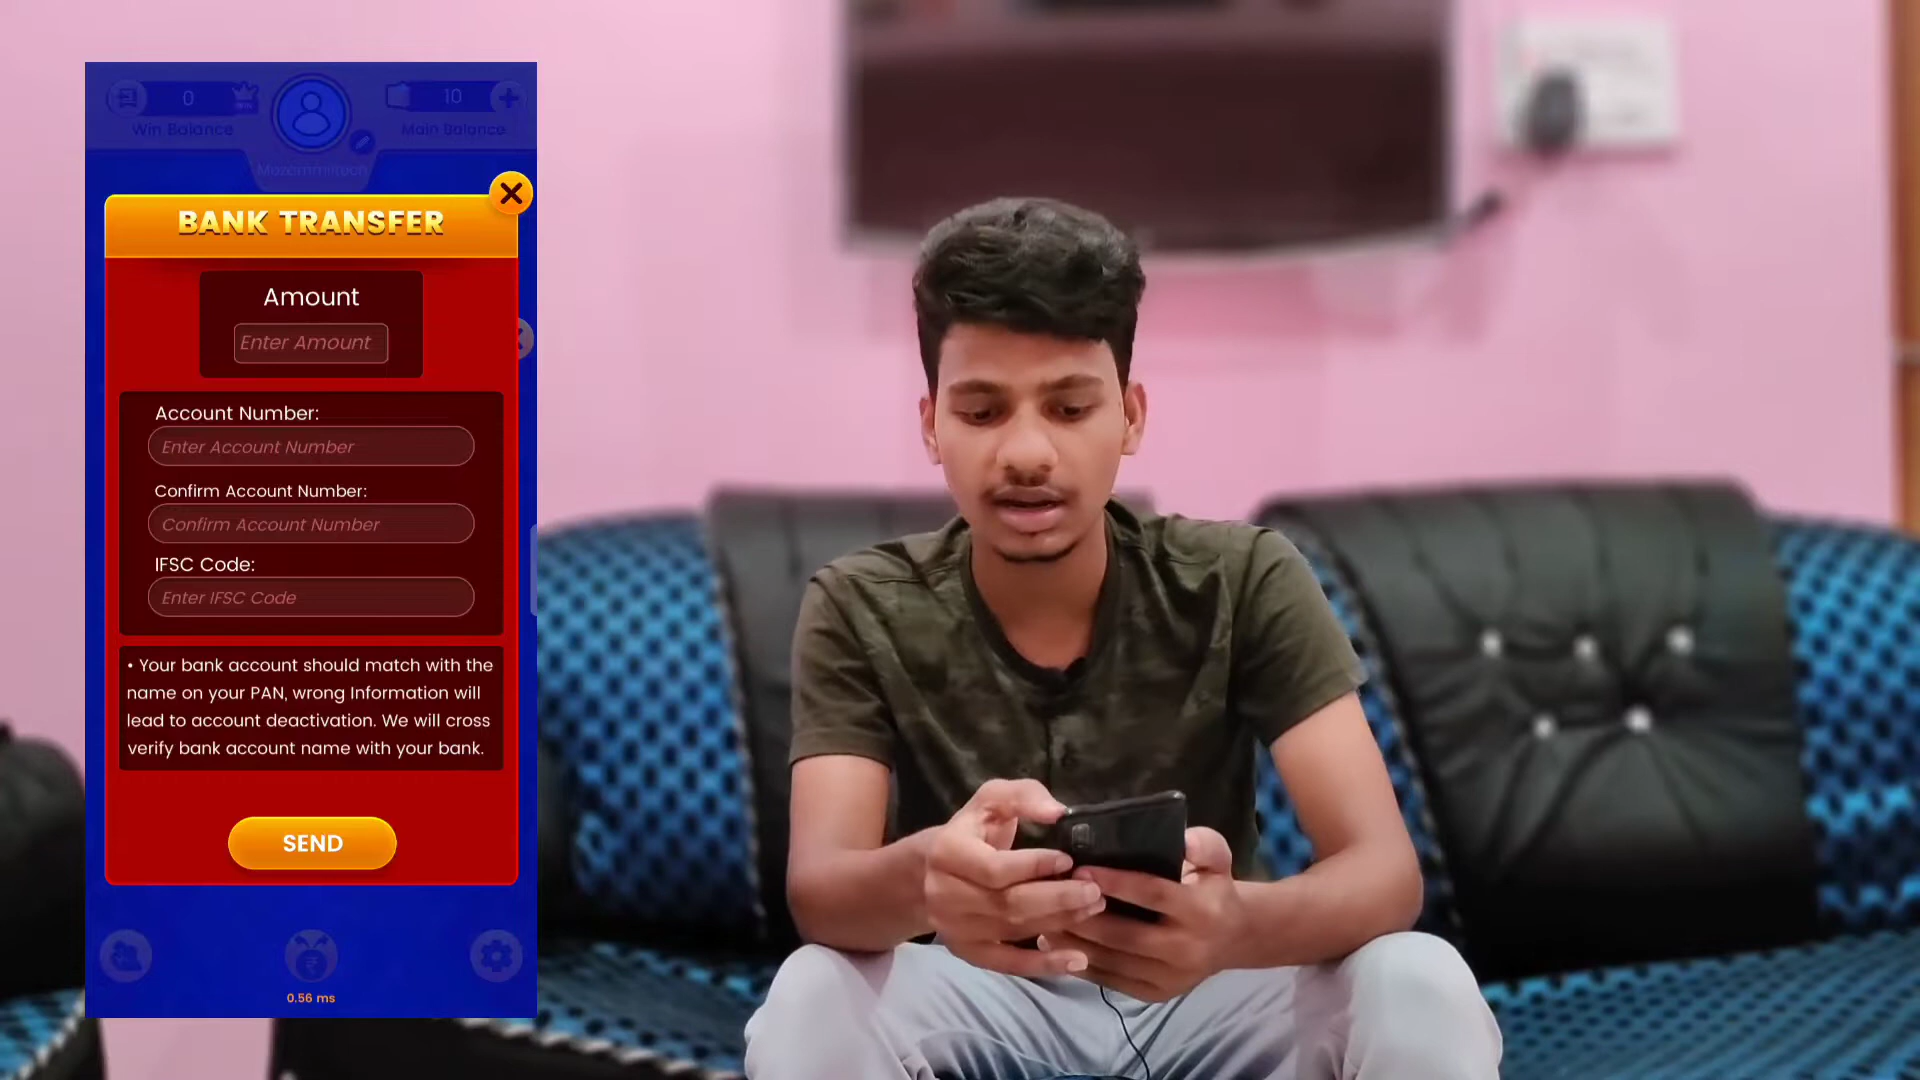 0
10
Win Balance
Main Balance
Mozammiltech
BANK TRANSFER
Amount
Enter Amount
Account Number:
Enter Account Number
Confirm Account Number:
Confirm Account Number
IFSC Code:
Enter IFSC Code
• Your bank account should match with the
name on your PAN, wrong Information will
lead to account deactivation. We will cross
verify bank account name with your bank.
SEND
0.56 ms